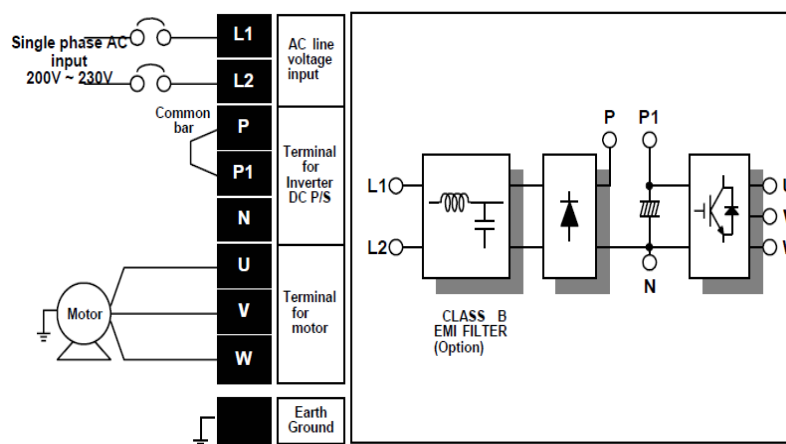 Single phase AC
input
200V ~ 230V
L1
L2
AC line
voltage
input
Common
bar
P
P1
N
Terminal
for
Inverter
DC P/S
U
V
W
Motor
Terminal
for
motor
Earth
Ground
P
P1
L1
L2
U
V
W
N
CLASS B
EMI FILTER
(Option)